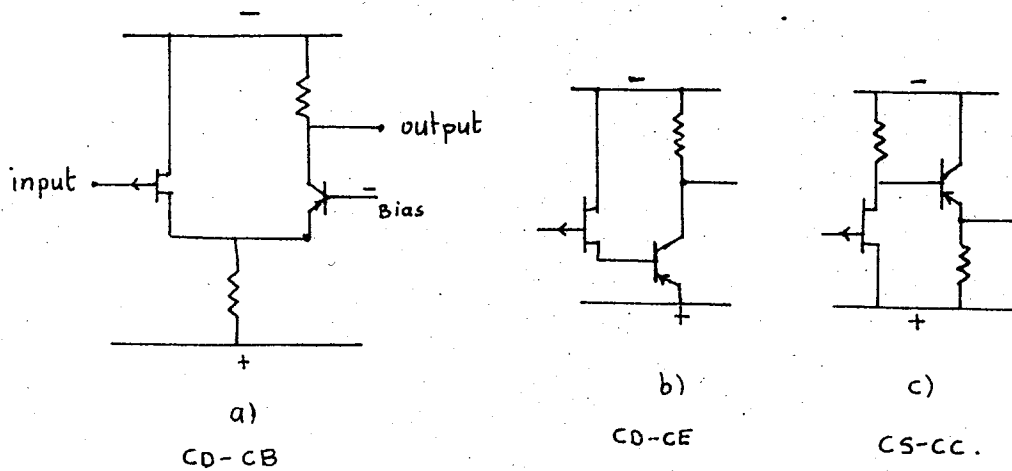 −
input
output
−
Bias
+
a)
CD-CB
−
+
b)
CD-CE
−
+
c)
CS-CC.